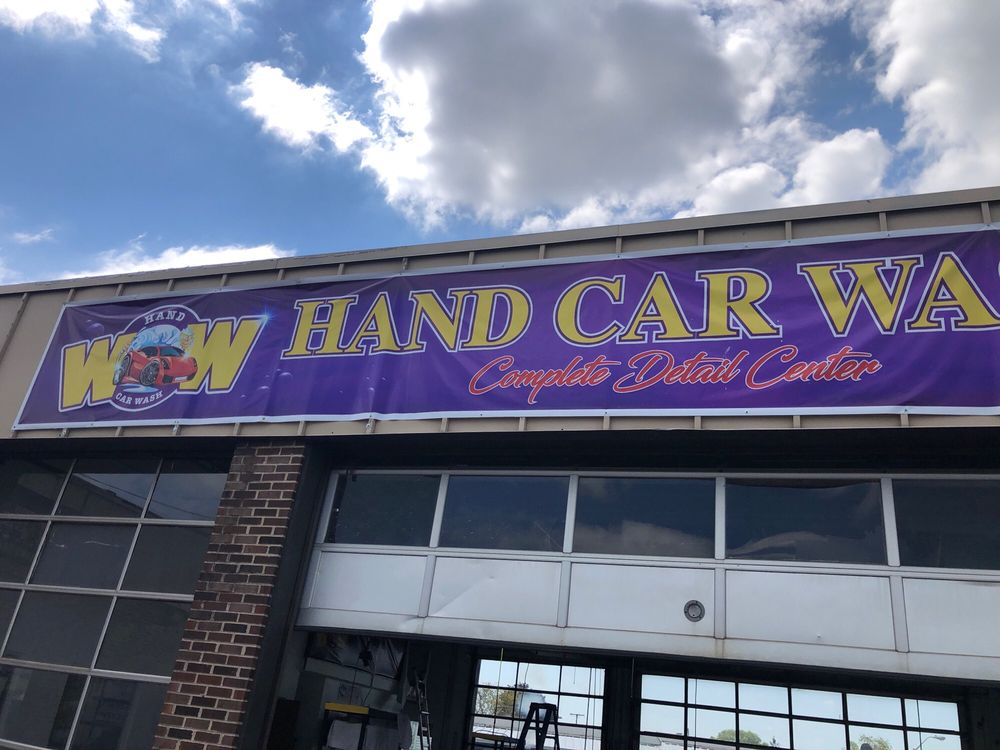 HAND
WOW
CAR WASH
HAND CAR WA
Complete Detail Center